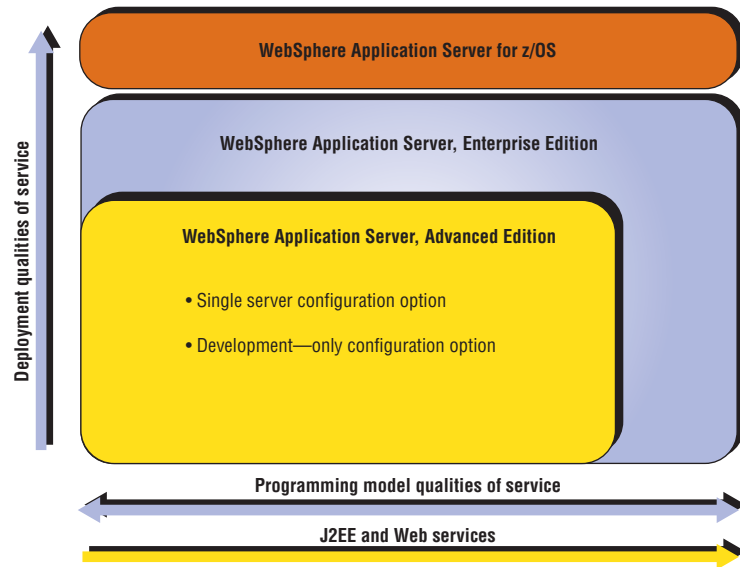 WebSphere Application Server for z/OS
WebSphere Application Server, Enterprise Edition
WebSphere Application Server, Advanced Edition
• Single server configuration option
• Development—only configuration option
Deployment qualities of service
Programming model qualities of service
J2EE and Web services